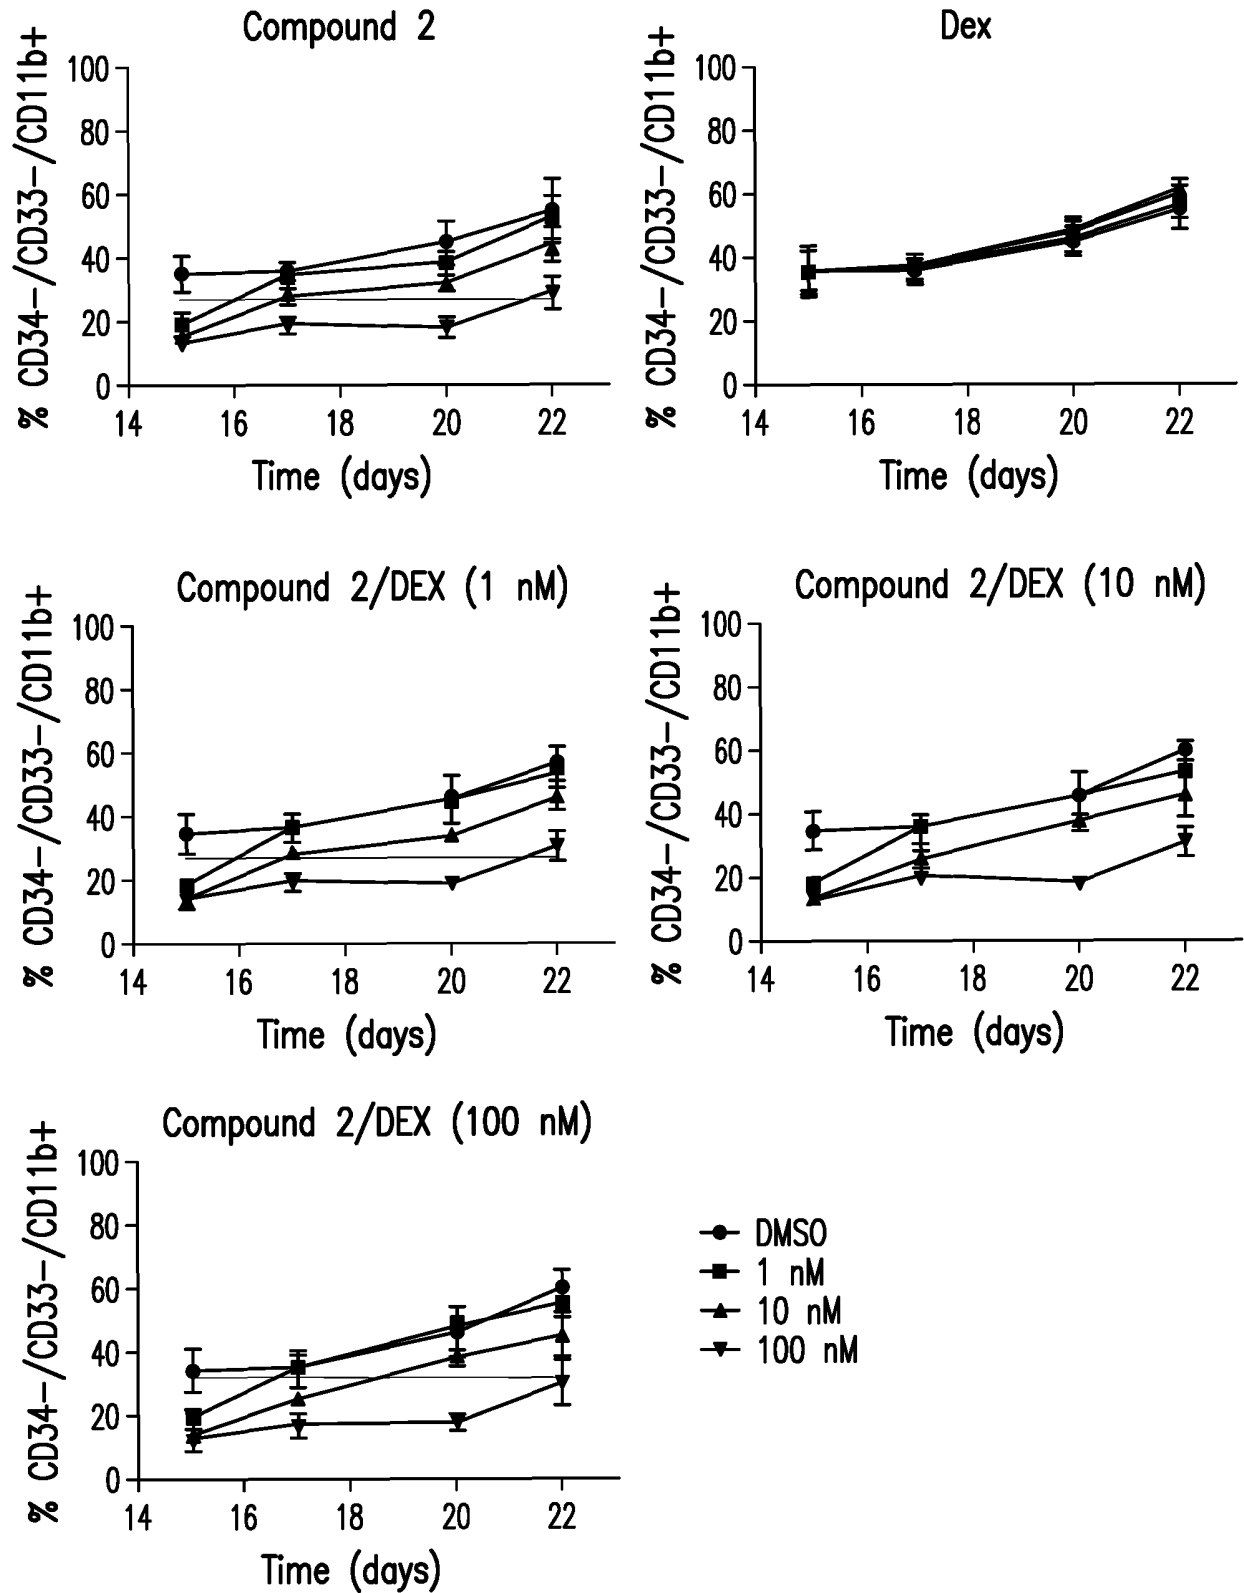 Compound 2
% CD34-/CD33-/CD11b+
100
80
60
40
20
0
14 16 18 20 22
Time (days)
Dex
% CD34-/CD33-/CD11b+
100
80
60
40
20
0
14 16 18 20 22
Time (days)
Compound 2/DEX (1 nM)
% CD34-/CD33-/CD11b+
100
80
60
40
20
0
14 16 18 20 22
Time (days)
Compound 2/DEX (10 nM)
% CD34-/CD33-/CD11b+
100
80
60
40
20
0
14 16 18 20 22
Time (days)
Compound 2/DEX (100 nM)
% CD34-/CD33-/CD11b+
100
80
60
40
20
0
14 16 18 20 22
Time (days)
DMSO
1 nM
10 nM
100 nM